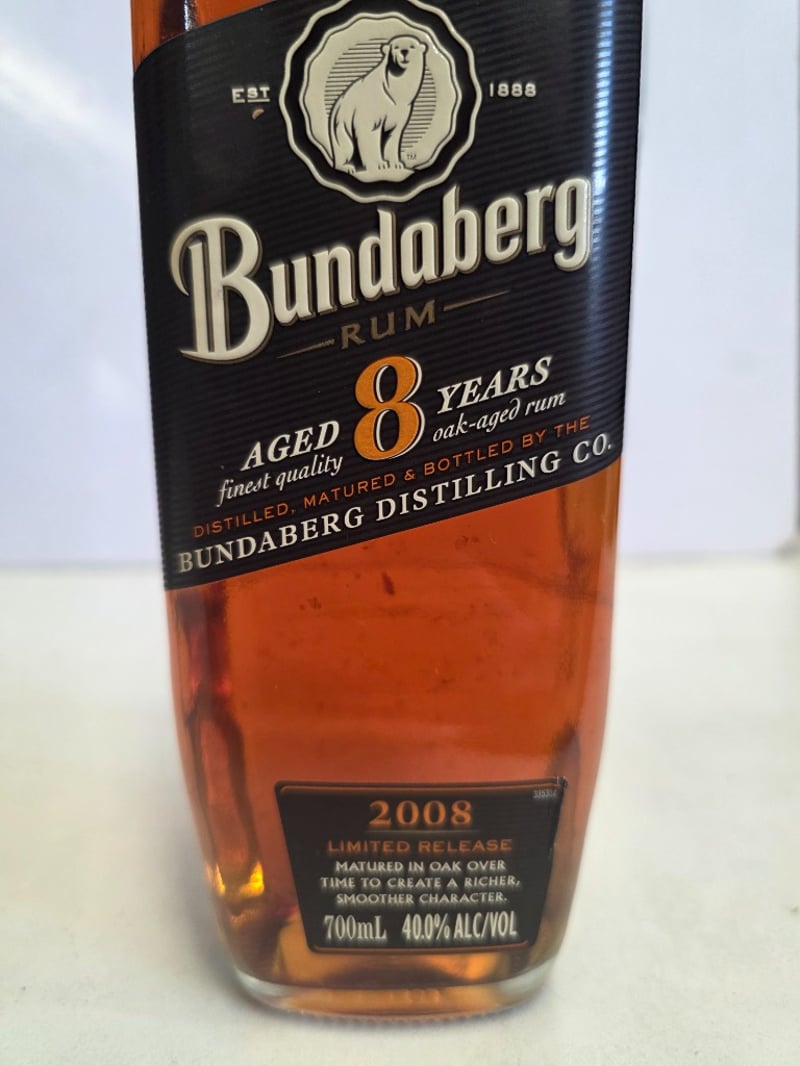 EST 1888
TM
Bundaberg
RUM
AGED 8 YEARS
finest quality oak-aged rum
DISTILLED, MATURED & BOTTLED BY THE
BUNDABERG DISTILLING CO.
2008
LIMITED RELEASE
MATURED IN OAK OVER
TIME TO CREATE A RICHER,
SMOOTHER CHARACTER.
700mL 40.0% ALC/VOL